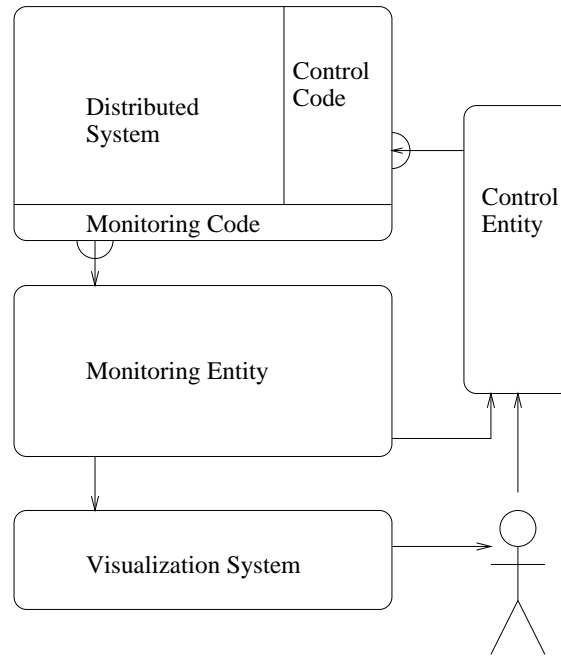 Control
Code
Distributed
System
Monitoring Code
Control
Entity
Monitoring Entity
Visualization System